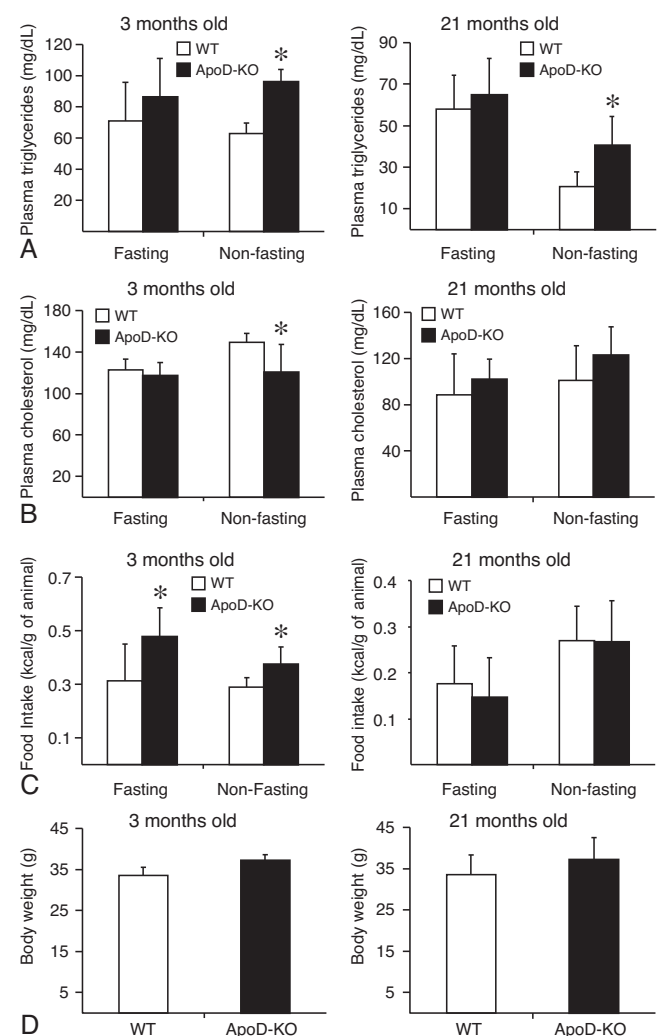 3 months old
Plasma triglycerides (mg/dL)
120
100
80
60
40
20
WT
ApoD-KO
*
Fasting
Non-fasting
A
21 months old
Plasma triglycerides (mg/dL)
90
70
50
30
10
WT
ApoD-KO
*
Fasting
Non-fasting
3 months old
Plasma cholesterol (mg/dL)
180
140
100
60
20
WT
ApoD-KO
*
Fasting
Non-fasting
B
21 months old
Plasma cholesterol (mg/dL)
160
120
80
40
WT
ApoD-KO
Fasting
Non-fasting
3 months old
Food Intake (kcal/g of animal)
0.7
0.5
0.3
0.1
WT
ApoD-KO
*
*
Fasting
Non-Fasting
C
21 months old
Food intake (kcal/g of animal)
0.4
0.3
0.2
0.1
WT
ApoD-KO
Fasting
Non-fasting
3 months old
Body weight (g)
45
35
25
15
5
WT
ApoD-KO
D
21 months old
Body weight (g)
45
35
25
15
5
WT
ApoD-KO